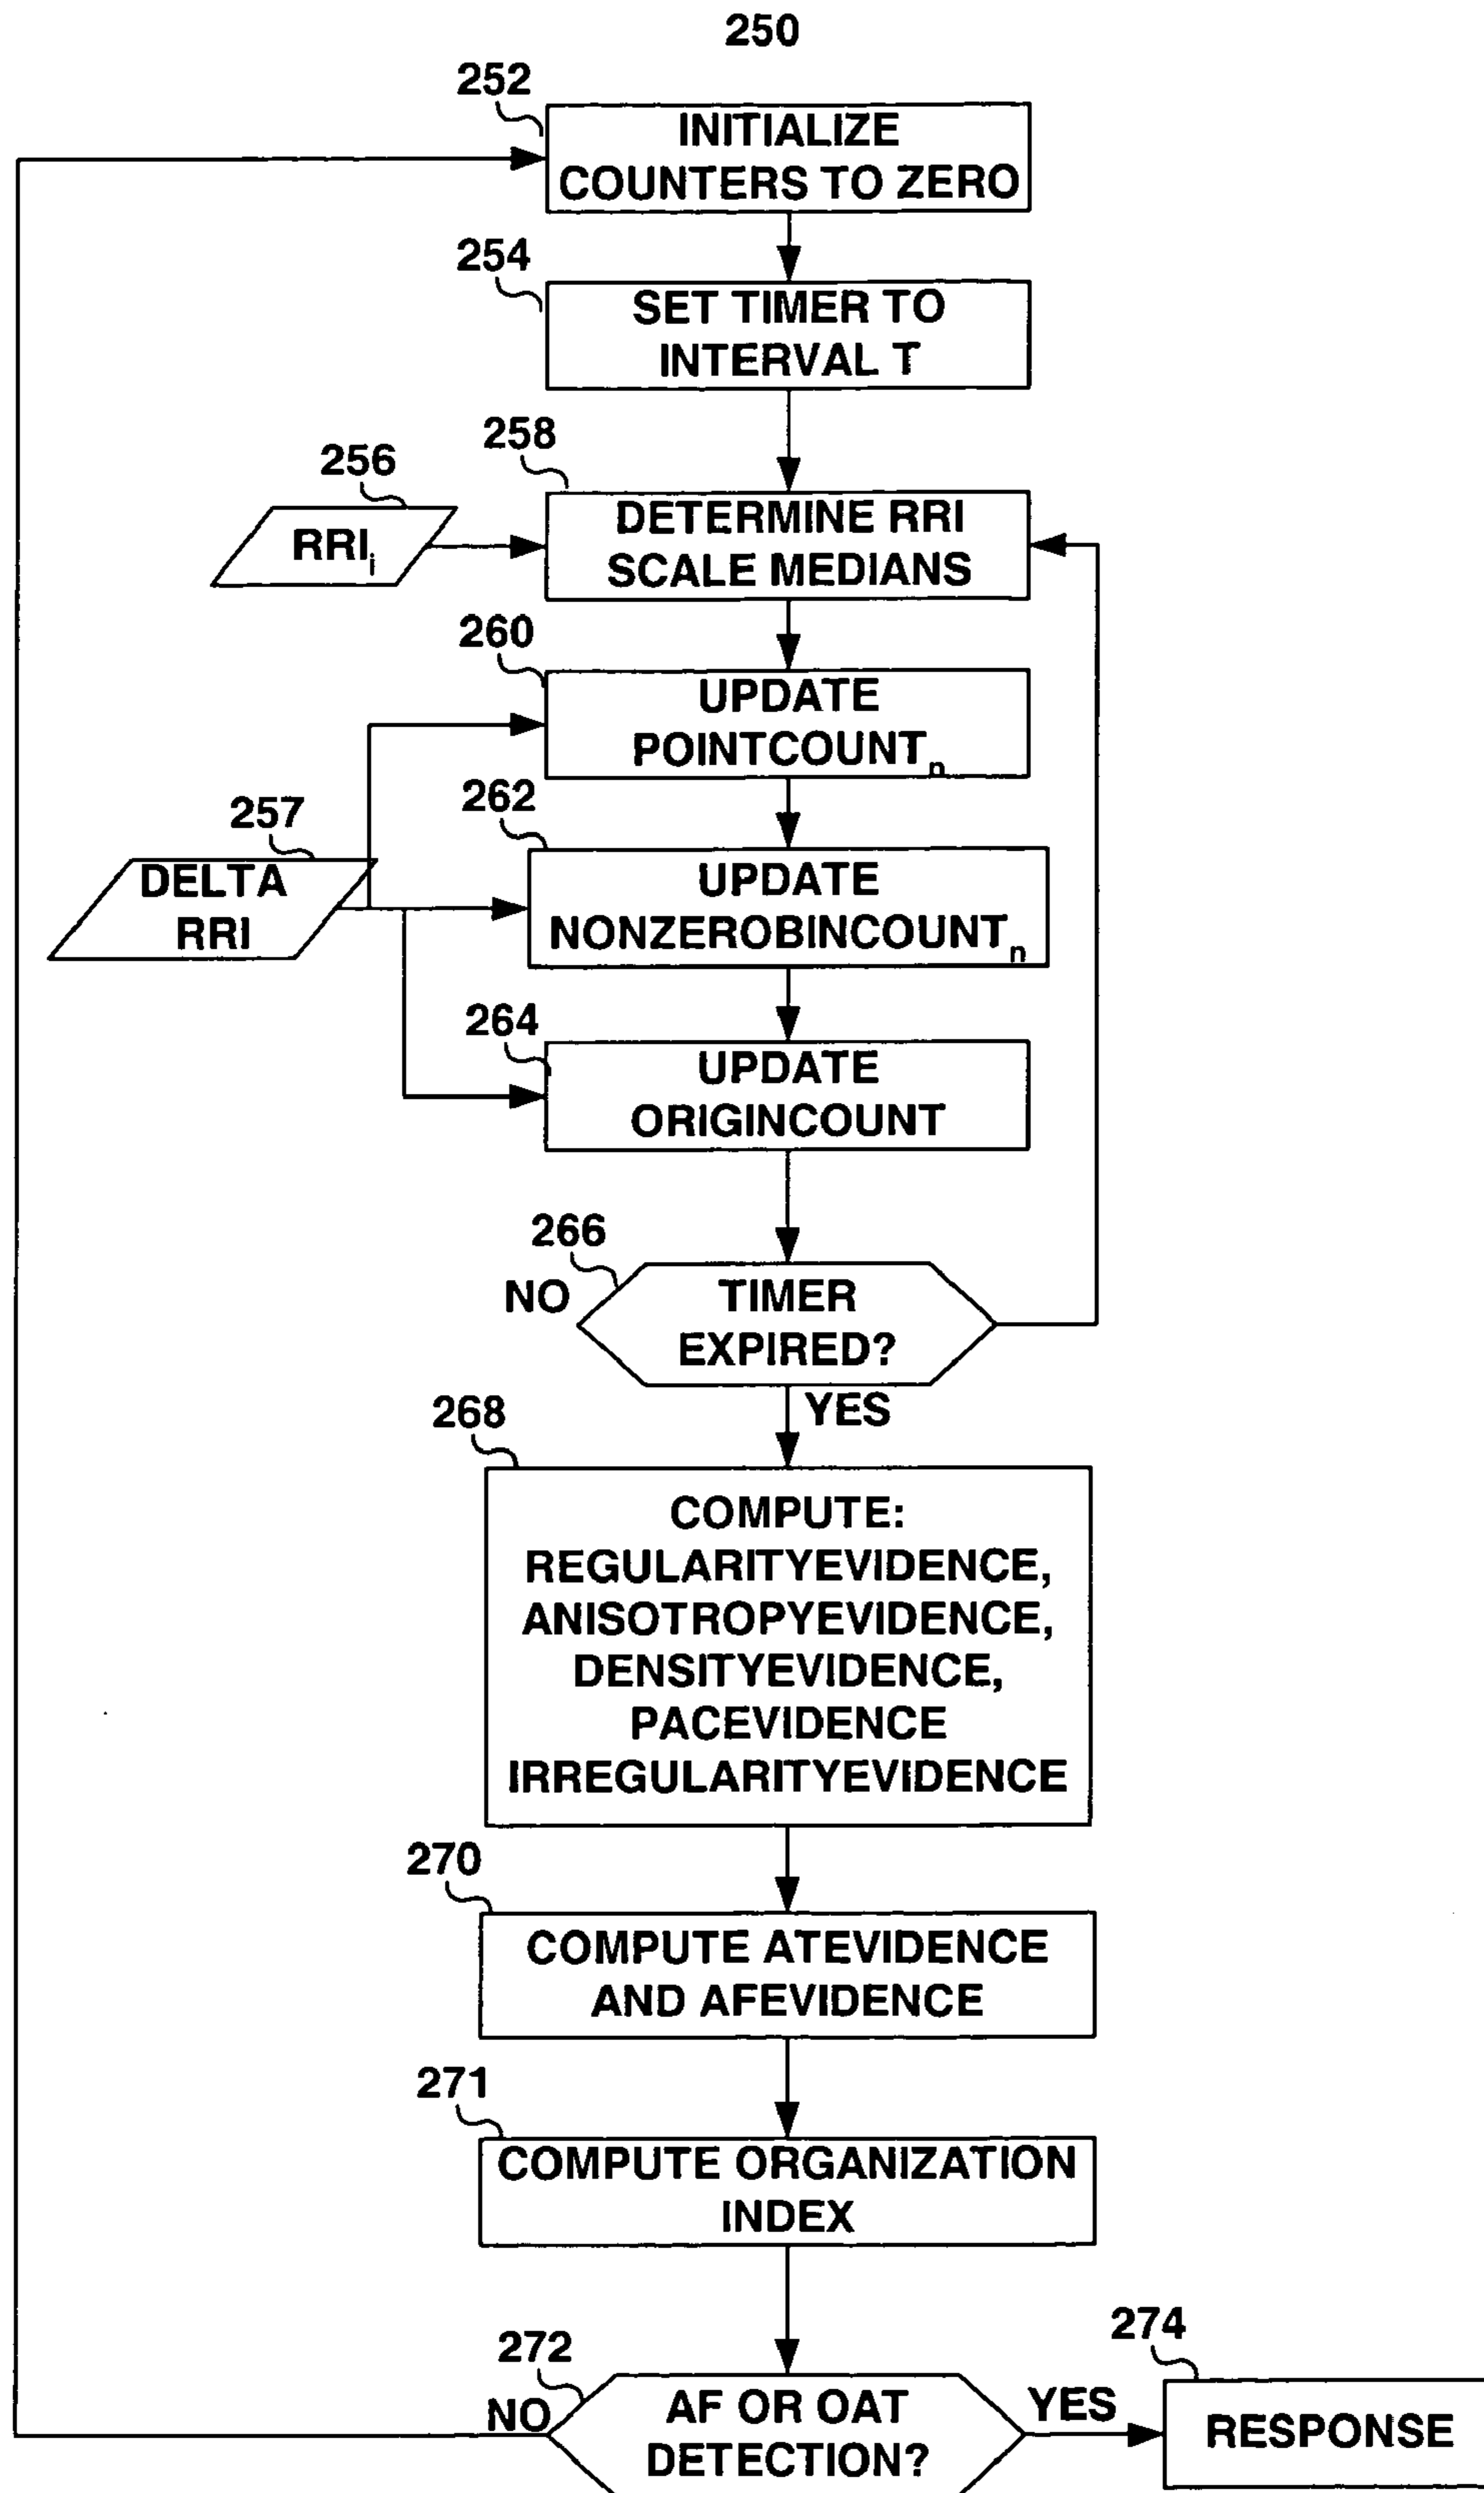 250
252
INITIALIZE
COUNTERS TO ZERO
254
SET TIMER TO
INTERVAL T
256
RRIi
258
DETERMINE RRI
SCALE MEDIANS
260
UPDATE
POINTCOUNTn
257
DELTA
RRI
262
UPDATE
NONZEROBINCOUNTn
264
UPDATE
ORIGINCOUNT
266
NO
TIMER
EXPIRED?
YES
268
COMPUTE:
REGULARITYEVIDENCE,
ANISOTROPYEVIDENCE,
DENSITYEVIDENCE,
PACEVIDENCE
IRREGULARITYEVIDENCE
270
COMPUTE ATEVIDENCE
AND AFEVIDENCE
271
COMPUTE ORGANIZATION
INDEX
272
NO
AF OR OAT
DETECTION?
YES
274
RESPONSE